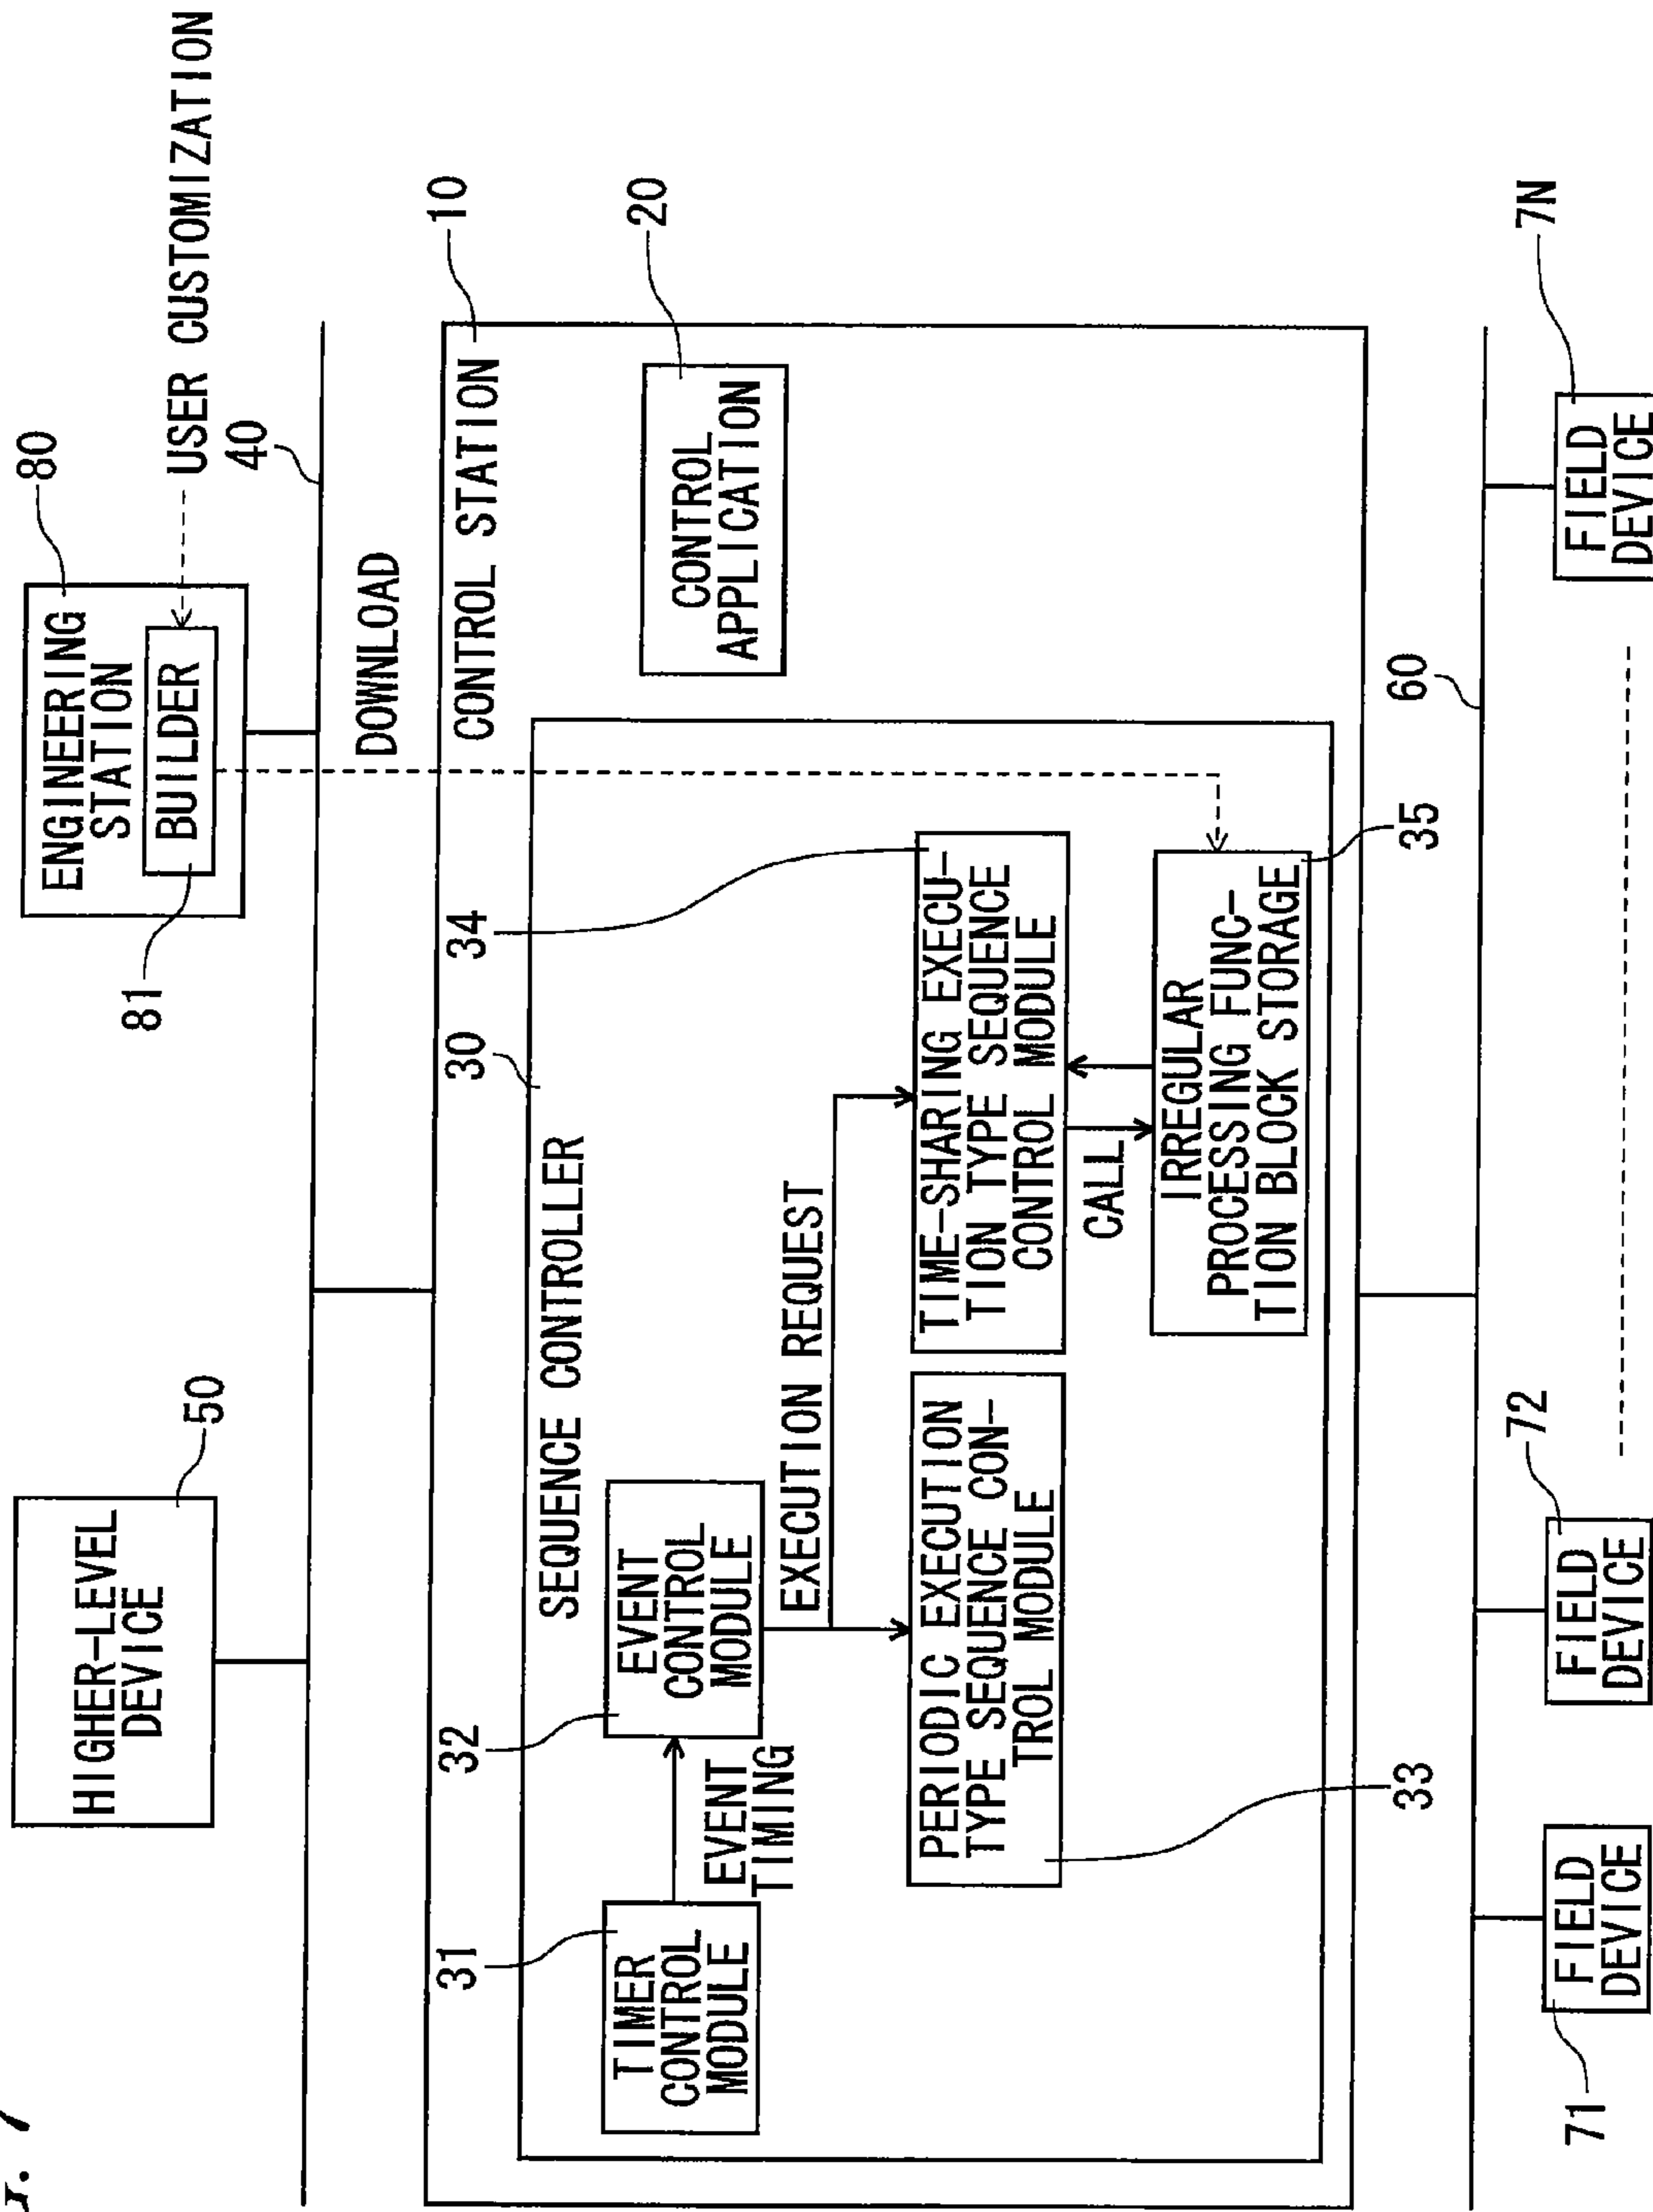 HIGHER-LEVEL
DEVICE
50
ENGINEERING
STATION
80
BUILDER
81
USER CUSTOMIZATION
40
DOWNLOAD
CONTROL STATION
10
SEQUENCE CONTROLLER
30
CONTROL
APPLICATION
20
TIMER
CONTROL
MODULE
31
EVENT
TIMING
EVENT
CONTROL
MODULE
32
EXECUTION REQUEST
PERIODIC EXECUTION
TYPE SEQUENCE CON-
TROL MODULE
33
TIME-SHARING EXECU-
TION TYPE SEQUENCE
CONTROL MODULE
34
CALL
IRREGULAR
PROCESSING FUNC-
TION BLOCK STORAGE
35
60
FIELD
DEVICE
71
FIELD
DEVICE
72
FIELD
DEVICE
7N